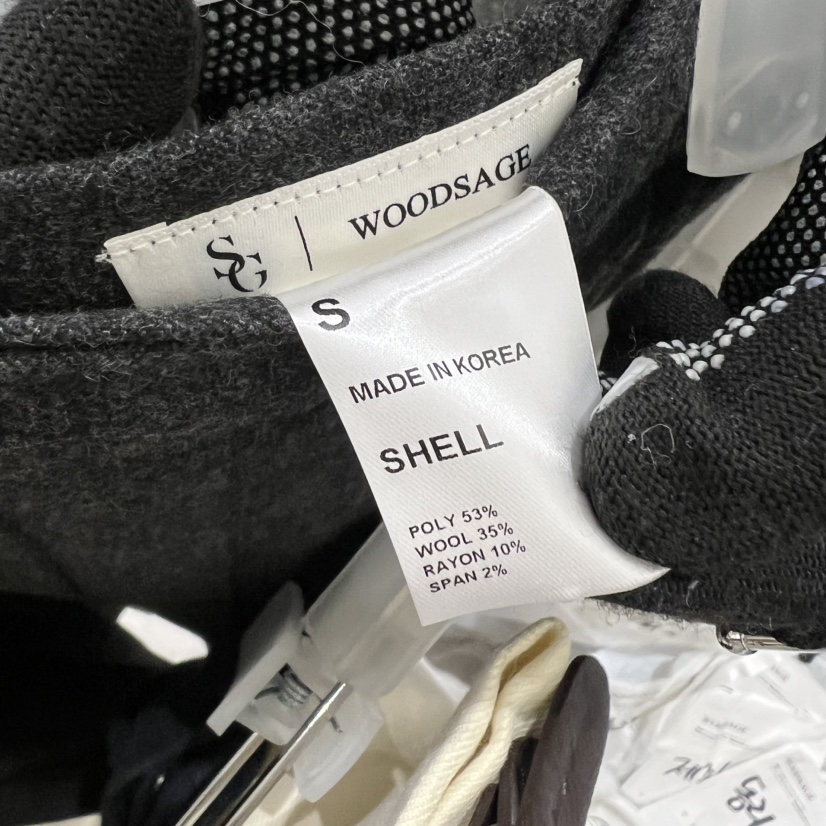 SG | WOODSAGE
S
MADE IN KOREA
SHELL
POLY 53%
WOOL 35%
RAYON 10%
SPAN 2%